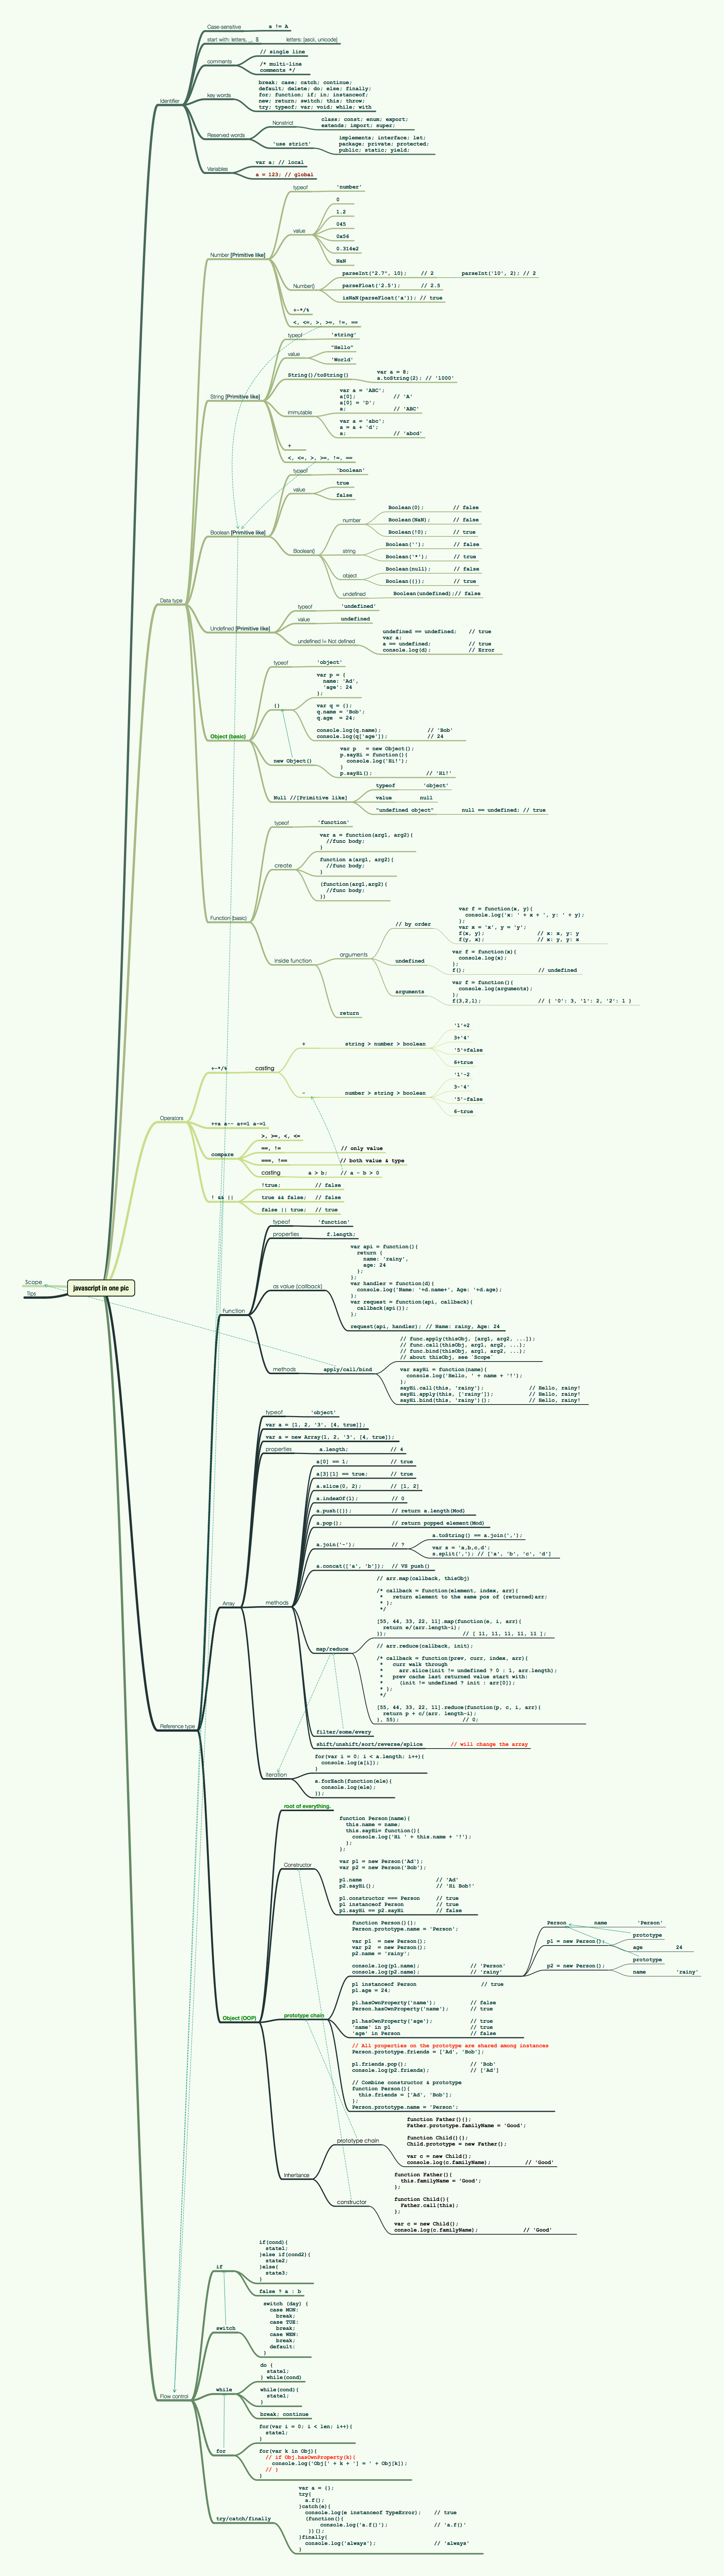 Case-sensitive
a != A
start with: letters, _, $
letters: [ascii, unicode]
comments
// single line
/* multi-line
comments */
Identifier
key words
break; case; catch; continue;
default; delete; do; else; finally;
for; function; if; in; instanceof;
new; return; switch; this; throw;
try; typeof; var; void; while; with
Reserved words
Nonstrict
class; const; enum; export;
extends; import; super;
'use strict'
implements; interface; let;
package; private; protected;
public; static; yield;
Variables
var a; // local
a = 123; // global
Data type
Number [Primitive like]
typeof
'number'
value
0
1.2
045
0.314e2
NaN
Number()
parseInt("2.7", 10); // 2
parseInt('10', 2); // 2
parseFloat('2.5'); // 2.5
isNaN(parseFloat('a')); // true
+-*/%
<, <=, >, >=, !=, ==
String [Primitive like]
typeof
'string'
value
"Hello"
'World'
String()/toString()
var a = 8;
a.toString(2); // '1000'
immutable
var a = 'ABC';
a[0]; // 'A'
a[0] = 'D';
a; // 'ABC'
var a = 'abc';
a = a + 'd';
a; // 'abcd'
+
<, <=, >, >=, !=, ==
Boolean [Primitive like]
typeof
'boolean'
value
true
false
Boolean()
number
Boolean(0); // false
Boolean(NaN); // false
Boolean(!0); // true
string
Boolean(''); // false
Boolean('*'); // true
object
Boolean(null); // false
Boolean({}); // true
undefined
Boolean(undefined);// false
Undefined [Primitive like]
typeof
'undefined'
value
undefined
undefined != Not defined
undefined == undefined; // true
var a;
a == undefined; // true
console.log(d); // Error
Object (basic)
typeof
'object'
{}
var p = {
name: 'Ad',
'age': 24
};
var q = {};
q.name = 'Bob';
q.age = 24;
console.log(q.name); // 'Bob'
console.log(q['age']); // 24
new Object()
var p = new Object();
p.sayHi = function(){
console.log('Hi!');
}
p.sayHi(); // 'Hi!'
Null //[Primitive like]
typeof
'object'
value
null
"undefined object"
null == undefined; // true
Function (basic)
typeof
'function'
create
var a = function(arg1, arg2){
//func body;
}
function a(arg1, arg2){
//func body;
}
(function(arg1,arg2){
//func body;
})
inside function
arguments
// by order
var f = function(x, y){
console.log('x: ' + x + ', y: ' + y);
};
var x = 'x', y = 'y';
f(x, y); // x: x, y: y
f(y, x); // x: y, y: x
undefined
var f = function(x){
console.log(x);
};
f(); // undefined
arguments
var f = function(){
console.log(arguments);
};
f(3,2,1); // { '0': 3, '1': 2, '2': 1 }
return
Operators
+-*/%
casting
+
string > number > boolean
'1'+2
3+'4'
'5'+false
6+true
-
number > string > boolean
'1'-2
3-'4'
'5'-false
6-true
++a a-- a+=1 a-=1
compare
>, >=, <, <=
==, !=
// only value
===, !==
// both value & type
casting
a > b; // a - b > 0
! && ||
!true; // false
true && false; // false
false || true; // true
Scope
Tips
javascript in one pic
Reference type
Function
typeof
'function'
properties
f.length;
as value (callback)
var api = function(){
return {
name: 'rainy',
age: 24
};
};
var handler = function(d){
console.log('Name: '+d.name+', Age: '+d.age);
};
var request = function(api, callback){
callback(api());
};
request(api, handler); // Name: rainy, Age: 24
methods
apply/call/bind
// func.apply(thisObj, [arg1, arg2, ...]);
// func.call(thisObj, arg1, arg2, ...);
// func.bind(thisObj, arg1, arg2, ...);
// about thisObj, see `Scope`
var sayHi = function(name){
console.log('Hello, ' + name + '!');
};
sayHi.call(this, 'rainy'); // Hello, rainy!
sayHi.apply(this, ['rainy']); // Hello, rainy!
sayHi.bind(this, 'rainy')(); // Hello, rainy!
Array
typeof
'object'
var a = [1, 2, '3', [4, true]];
var a = new Array(1, 2, '3', [4, true]);
properties
a.length; // 4
methods
a[0] == 1; // true
a[3][1] == true; // true
a.slice(0, 2); // [1, 2]
a.indexOf(1); // 0
a.push({}); // return a.length(Mod)
a.pop(); // return popped element(Mod)
a.join('-'); // ?
a.toString() == a.join(',');
var s = 'a,b,c,d';
s.split(','); // ['a', 'b', 'c', 'd']
a.concat(['a', 'b']); // VS push()
map/reduce
// arr.map(callback, thisObj)
/* callback = function(element, index, arr){
* return element to the same pos of (returned)arr;
* };
*/
[55, 44, 33, 22, 11].map(function(e, i, arr){
return e/(arr.length-i);
}); // [ 11, 11, 11, 11, 11 ];
// arr.reduce(callback, init);
/* callback = function(prev, curr, index, arr){
* curr walk through
* arr.slice(init != undefined ? 0 : 1, arr.length);
* prev cache last returned value start with:
* (init != undefined ? init : arr[0]);
* };
*/
[55, 44, 33, 22, 11].reduce(function(p, c, i, arr){
return p + c/(arr. length-i);
}, 55); // 0;
filter/some/every
shift/unshift/sort/reverse/splice
// will change the array
Iteration
for(var i = 0; i < a.length; i++){
console.log(a[i]);
}
a.forEach(function(ele){
console.log(ele);
});
Object (OOP)
root of everything.
Constructor
function Person(name){
this.name = name;
this.sayHi= function(){
console.log('Hi ' + this.name + '!');
};
};
var p1 = new Person('Ad');
var p2 = new Person('Bob');
p1.name // 'Ad'
p2.sayHi(); // 'Hi Bob!'
p1.constructor === Person // true
p1 instanceof Person // true
p1.sayHi == p2.sayHi // false
prototype chain
function Person(){};
Person.prototype.name = 'Person';
var p1 = new Person();
var p2 = new Person();
p2.name = 'rainy';
console.log(p1.name); // 'Person'
console.log(p2.name); // 'rainy'
Person
name
'Person'
p1 = new Person();
prototype
age
24
p2 = new Person();
prototype
name
'rainy'
p1 instanceof Person // true
p1.age = 24;
p1.hasOwnProperty('name'); // false
Person.hasOwnProperty('name'); // true
p1.hasOwnProperty('age'); // true
'name' in p1 // true
'age' in Person // false
// All properties on the prototype are shared among instances
Person.prototype.friends = ['Ad', 'Bob'];
p1.friends.pop(); // 'Bob'
console.log(p2.friends); // ['Ad']
// Combine constructor & prototype
function Person(){
this.friends = ['Ad', 'Bob'];
};
Person.prototype.name = 'Person';
Inheritance
prototype chain
function Father(){};
Father.prototype.familyName = 'Good';
function Child(){};
Child.prototype = new Father();
var c = new Child();
console.log(c.familyName); // 'Good'
constructor
function Father(){
this.familyName = 'Good';
};
function Child(){
Father.call(this);
};
var c = new Child();
console.log(c.familyName); // 'Good'
Flow control
if
if(cond){
state1;
}else if(cond2){
state2;
}else{
state3;
}
false ? a : b
switch
switch (day) {
case MON:
break;
case TUE:
break;
case WEN:
break;
default:
}
while
do {
state1;
} while(cond)
while(cond){
state1;
}
break; continue
for
for(var i = 0; i < len; i++){
state1;
}
for(var k in Obj){
// if Obj.hasOwnProperty(k){
console.log('Obj[' + k + '] = ' + Obj[k]);
// }
}
try/catch/finally
var a = {};
try{
a.f();
}catch(e){
console.log(e instanceof TypeError); // true
(function(){
console.log('a.f()'); // 'a.f()'
})();
}finally{
console.log('always'); // 'always'
}